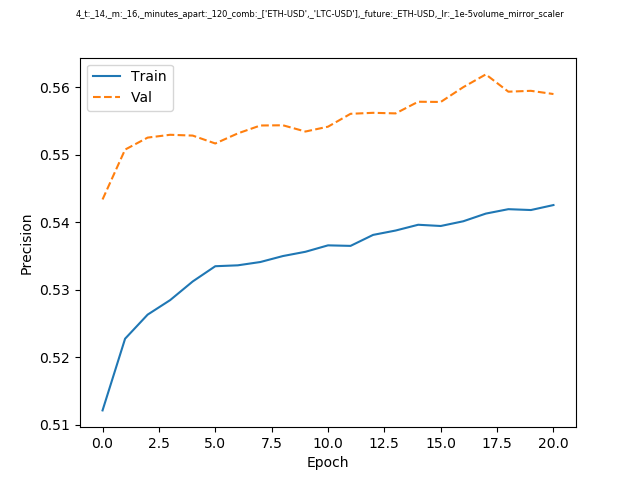 4_t:_14,_m:_16,_minutes_apart:_120_comb:_['ETH-USD',_'LTC-USD'],_future:_ETH-USD,_lr:_1e-5volume_mirror_scaler
Train
Val
0.56
0.55
0.54
0.53
0.52
0.51
Precision
0.0 2.5 5.0 7.5 10.0 12.5 15.0 17.5 20.0
Epoch